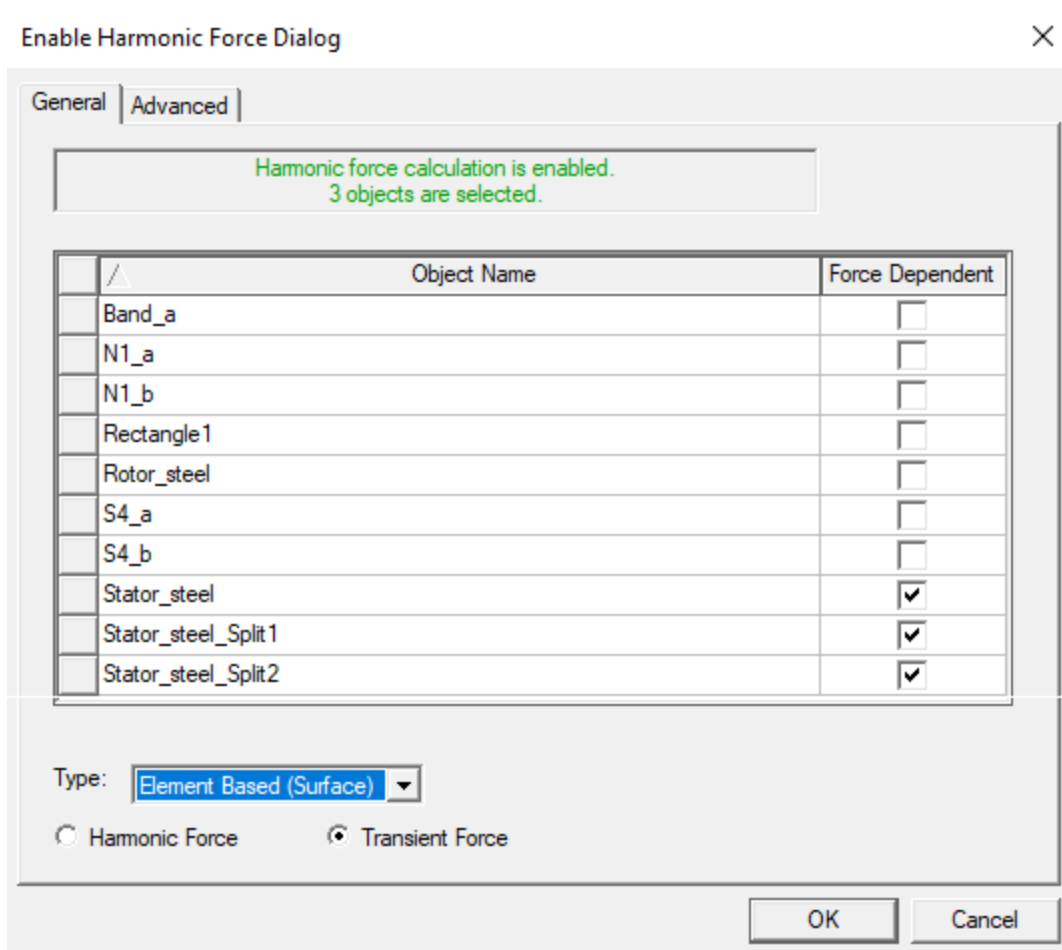 Enable Harmonic Force Dialog
General Advanced
Harmonic force calculation is enabled.
3 objects are selected.
Object Name Force Dependent
Band_a
N1_a
N1_b
Rectangle1
Rotor_steel
S4_a
S4_b
Stator_steel
Stator_steel_Split1
Stator_steel_Split2
Type: Element Based (Surface)
Harmonic Force Transient Force
OK Cancel